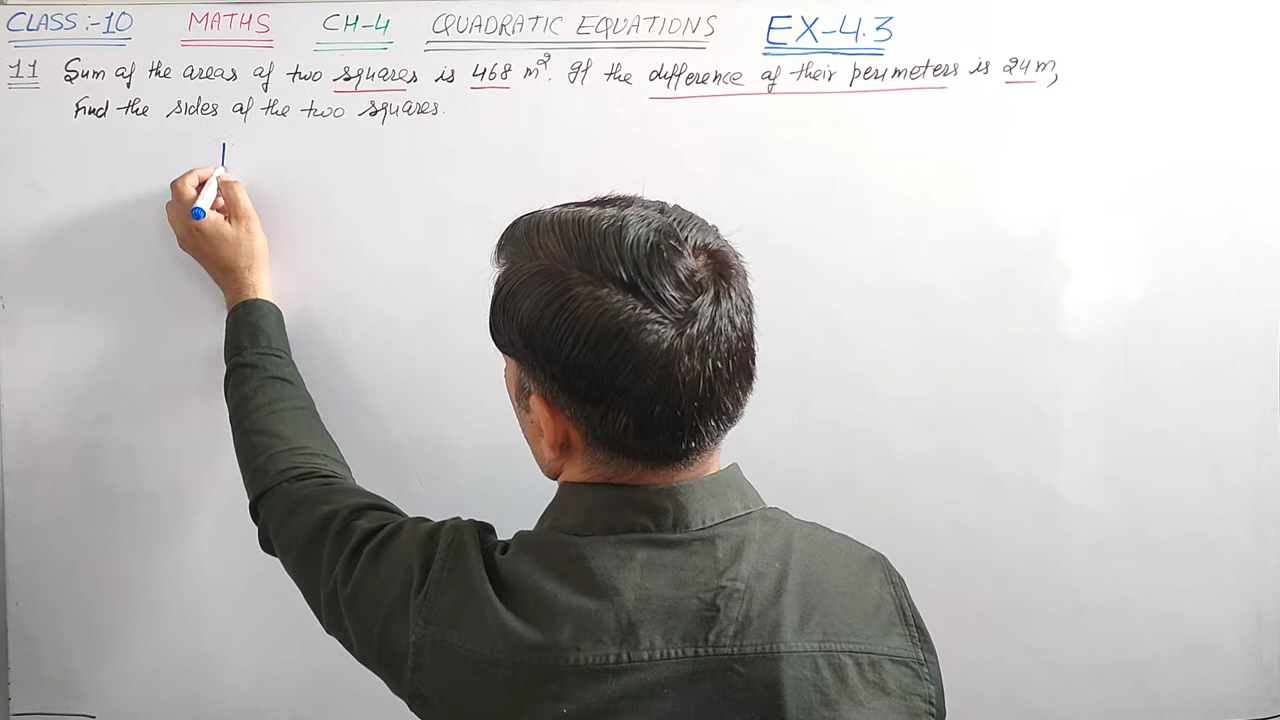 CLASS :- 10 MATHS CH-4 QUADRATIC EQUATIONS EX-4.3
11 Sum of the areas of two squares is 468 m². If the difference of their perimeters is 24 m,
find the sides of the two squares.